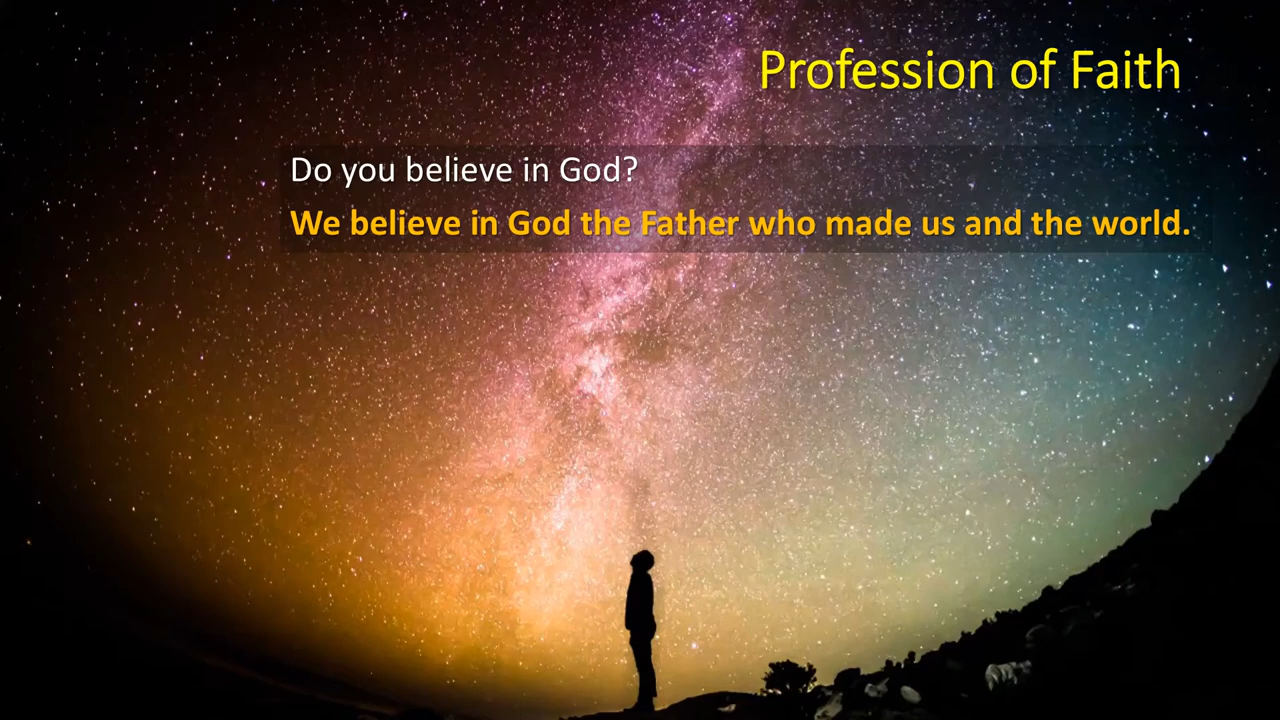 Profession of Faith
Do you believe in God?
We believe in God the Father who made us and the world.